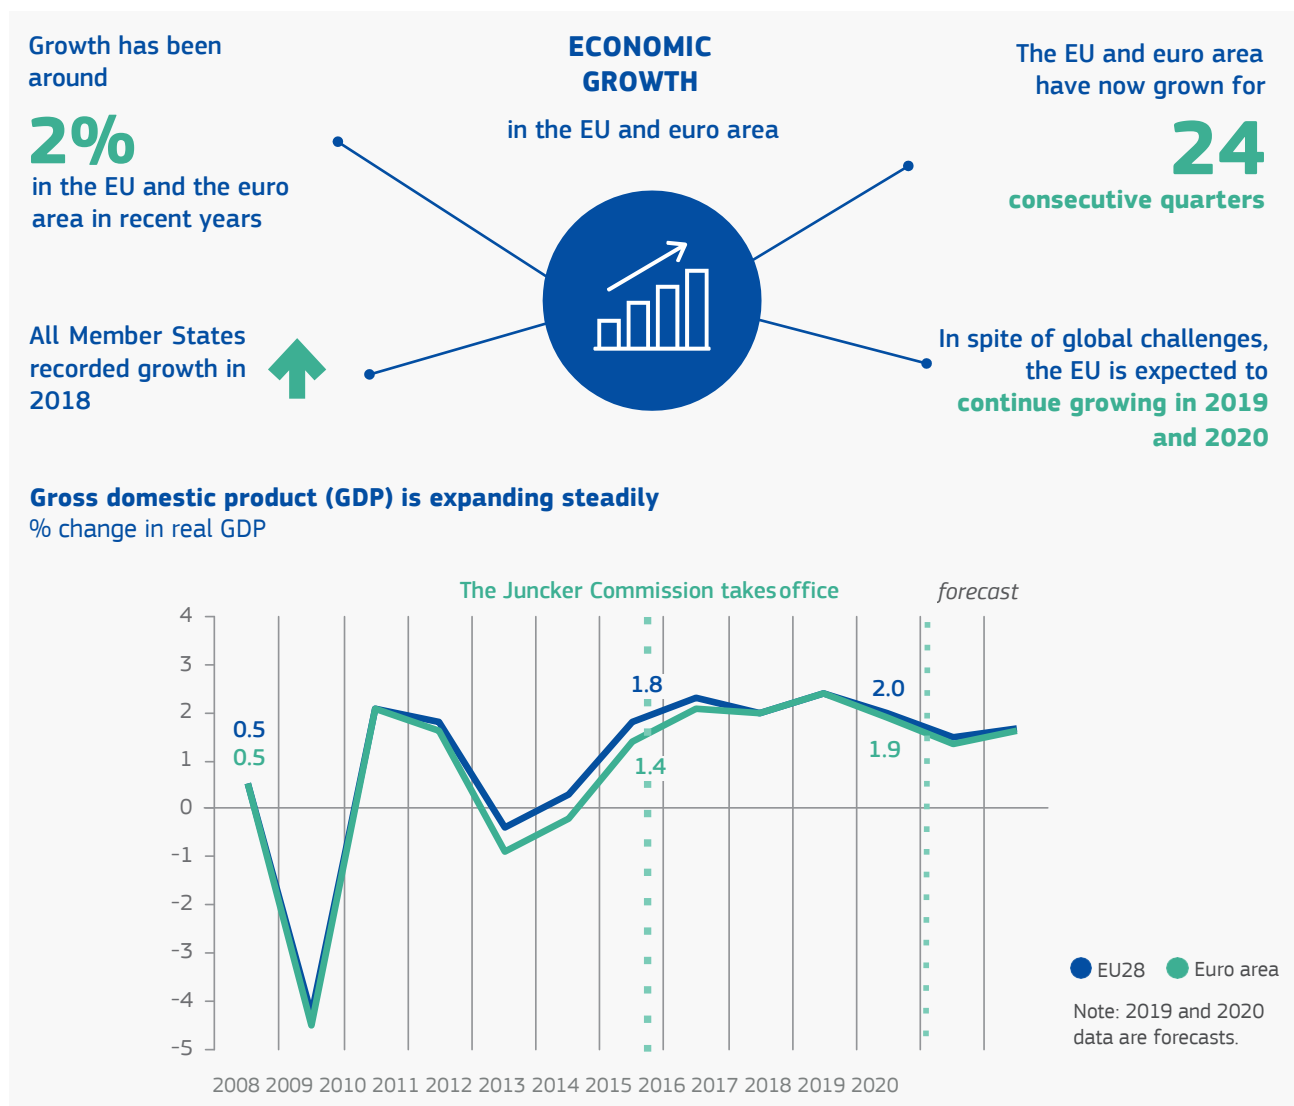 Growth has been
around
2%
in the EU and the euro
area in recent years
ECONOMIC
GROWTH
in the EU and euro area
The EU and euro area
have now grown for
24
consecutive quarters
All Member States
recorded growth in
2018
In spite of global challenges,
the EU is expected to
continue growing in 2019
and 2020
Gross domestic product (GDP) is expanding steadily
% change in real GDP
The Juncker Commission takes office
forecast
4
3
2
1
0
-1
-2
-3
-4
-5
0.5
0.5
1.8
1.4
2.0
1.9
2008 2009 2010 2011 2012 2013 2014 2015 2016 2017 2018 2019 2020
EU28
Euro area
Note: 2019 and 2020
data are forecasts.